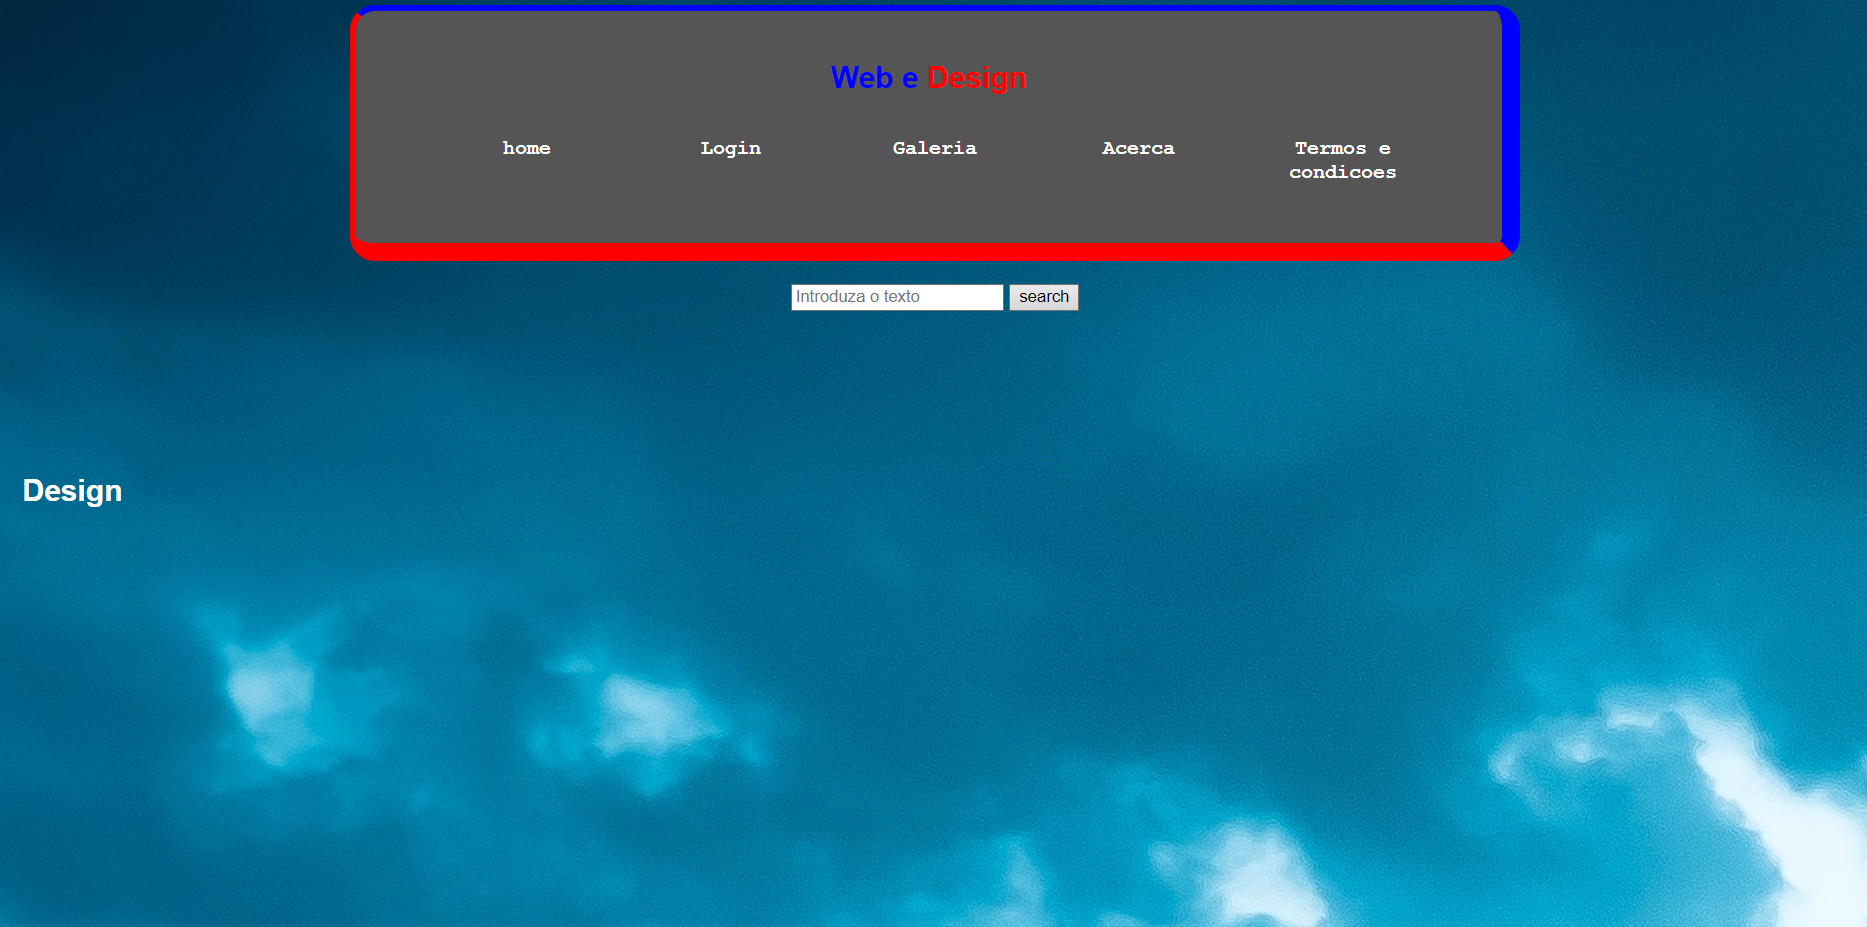 Web e Design
home Login Galeria Acerca Termos e
condicoes
Introduza o texto search
Design